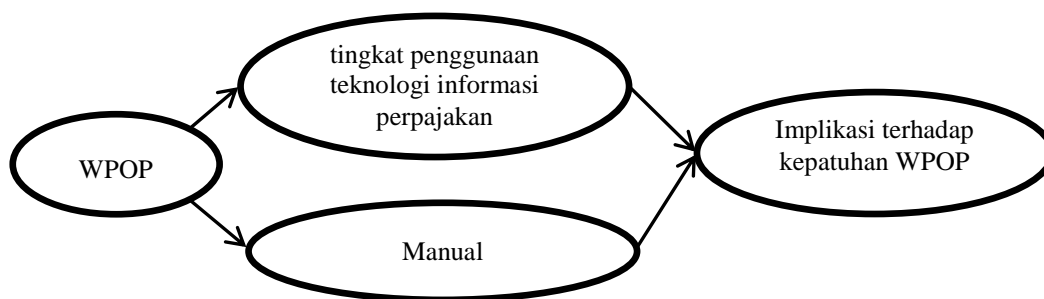 WPOP
tingkat penggunaan
teknologi informasi
perpajakan
Manual
Implikasi terhadap
kepatuhan WPOP